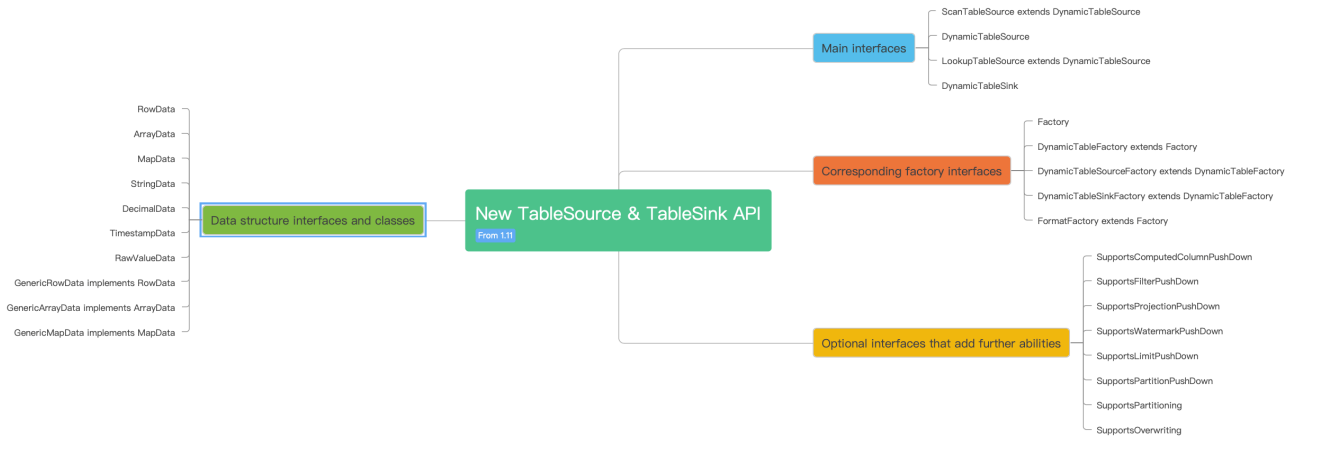 New TableSource & TableSink API
From 1.11
Main interfaces
ScanTableSource extends DynamicTableSource
DynamicTableSource
LookupTableSource extends DynamicTableSource
DynamicTableSink
Corresponding factory interfaces
Factory
DynamicTableFactory extends Factory
DynamicTableSourceFactory extends DynamicTableFactory
DynamicTableSinkFactory extends DynamicTableFactory
FormatFactory extends Factory
Optional interfaces that add further abilities
SupportsComputedColumnPushDown
SupportsFilterPushDown
SupportsProjectionPushDown
SupportsWatermarkPushDown
SupportsLimitPushDown
SupportsPartitionPushDown
SupportsPartitioning
SupportsOverwriting
Data structure interfaces and classes
RowData
ArrayData
MapData
StringData
DecimalData
TimestampData
RawValueData
GenericRowData implements RowData
GenericArrayData implements ArrayData
GenericMapData implements MapData